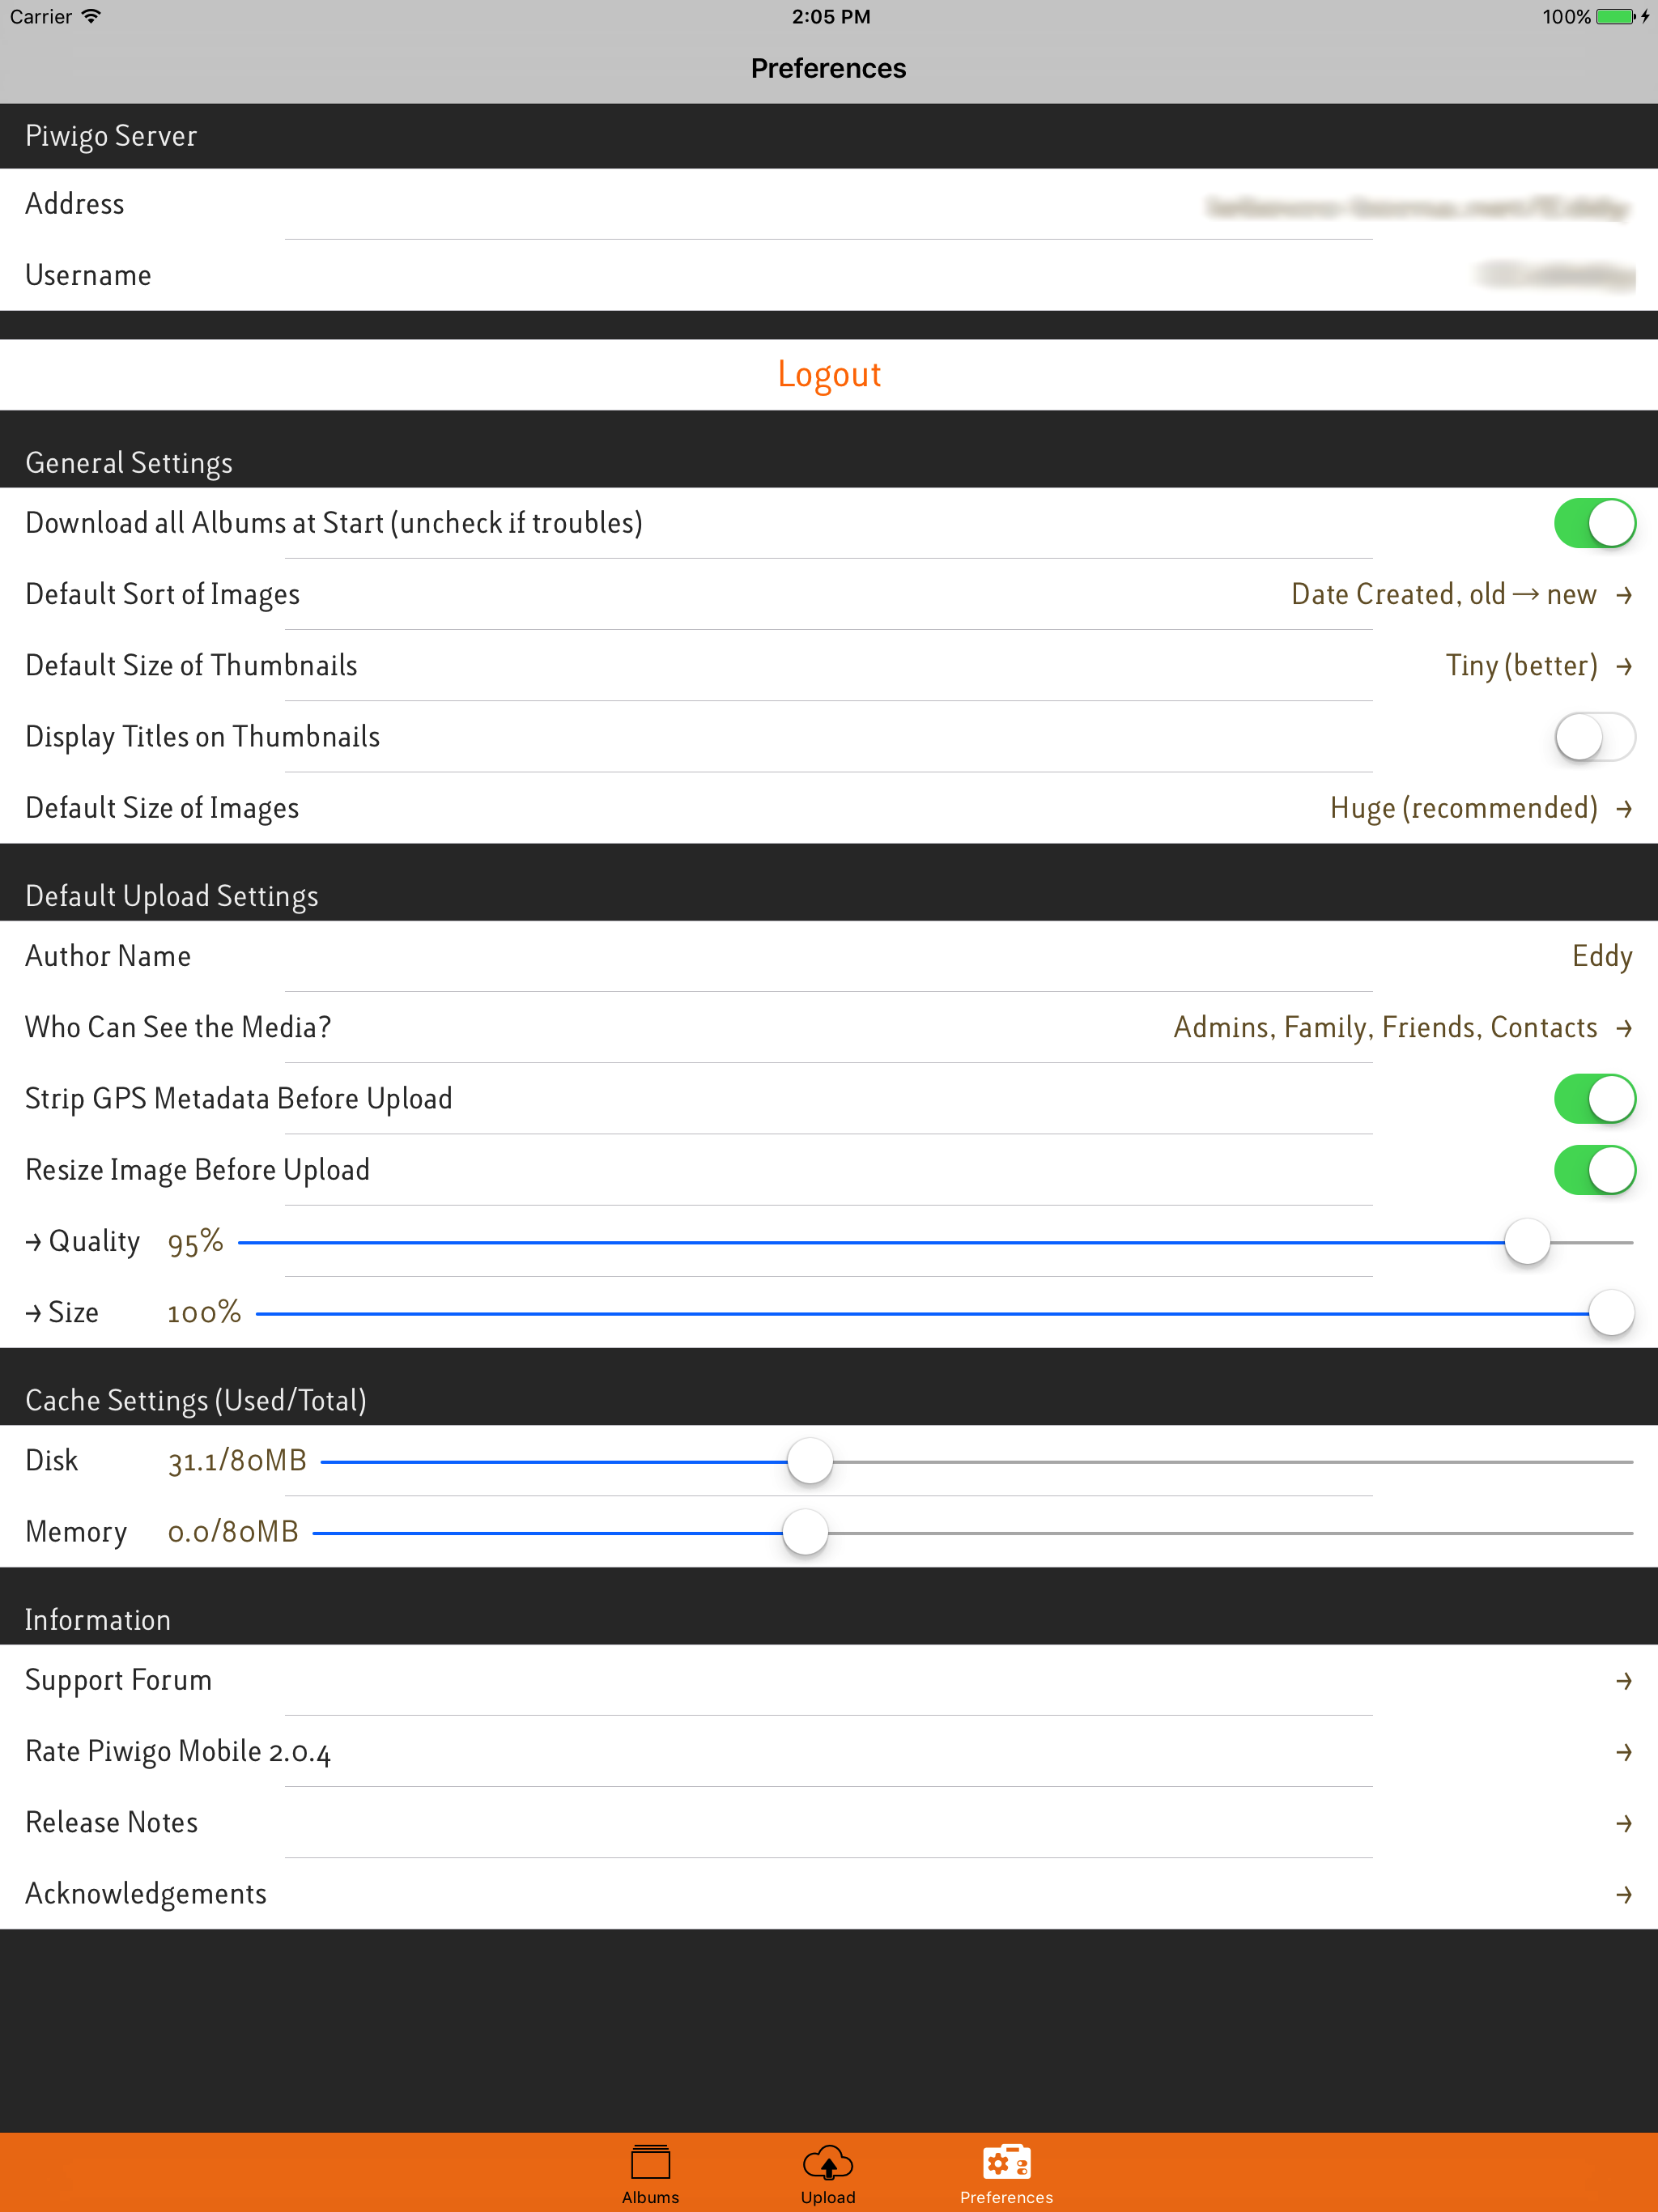 Carrier 2:05 PM 100%
Preferences
Piwigo Server
Address
Username
Logout
General Settings
Download all Albums at Start (uncheck if troubles)
Default Sort of Images Date Created, old → new →
Default Size of Thumbnails Tiny (better) →
Display Titles on Thumbnails
Default Size of Images Huge (recommended) →
Default Upload Settings
Author Name Eddy
Who Can See the Media? Admins, Family, Friends, Contacts →
Strip GPS Metadata Before Upload
Resize Image Before Upload
→ Quality 95%
→ Size 100%
Cache Settings (Used/Total)
Disk 31.1/80MB
Memory 0.0/80MB
Information
Support Forum →
Rate Piwigo Mobile 2.0.4 →
Release Notes →
Acknowledgements →
Albums Upload Preferences